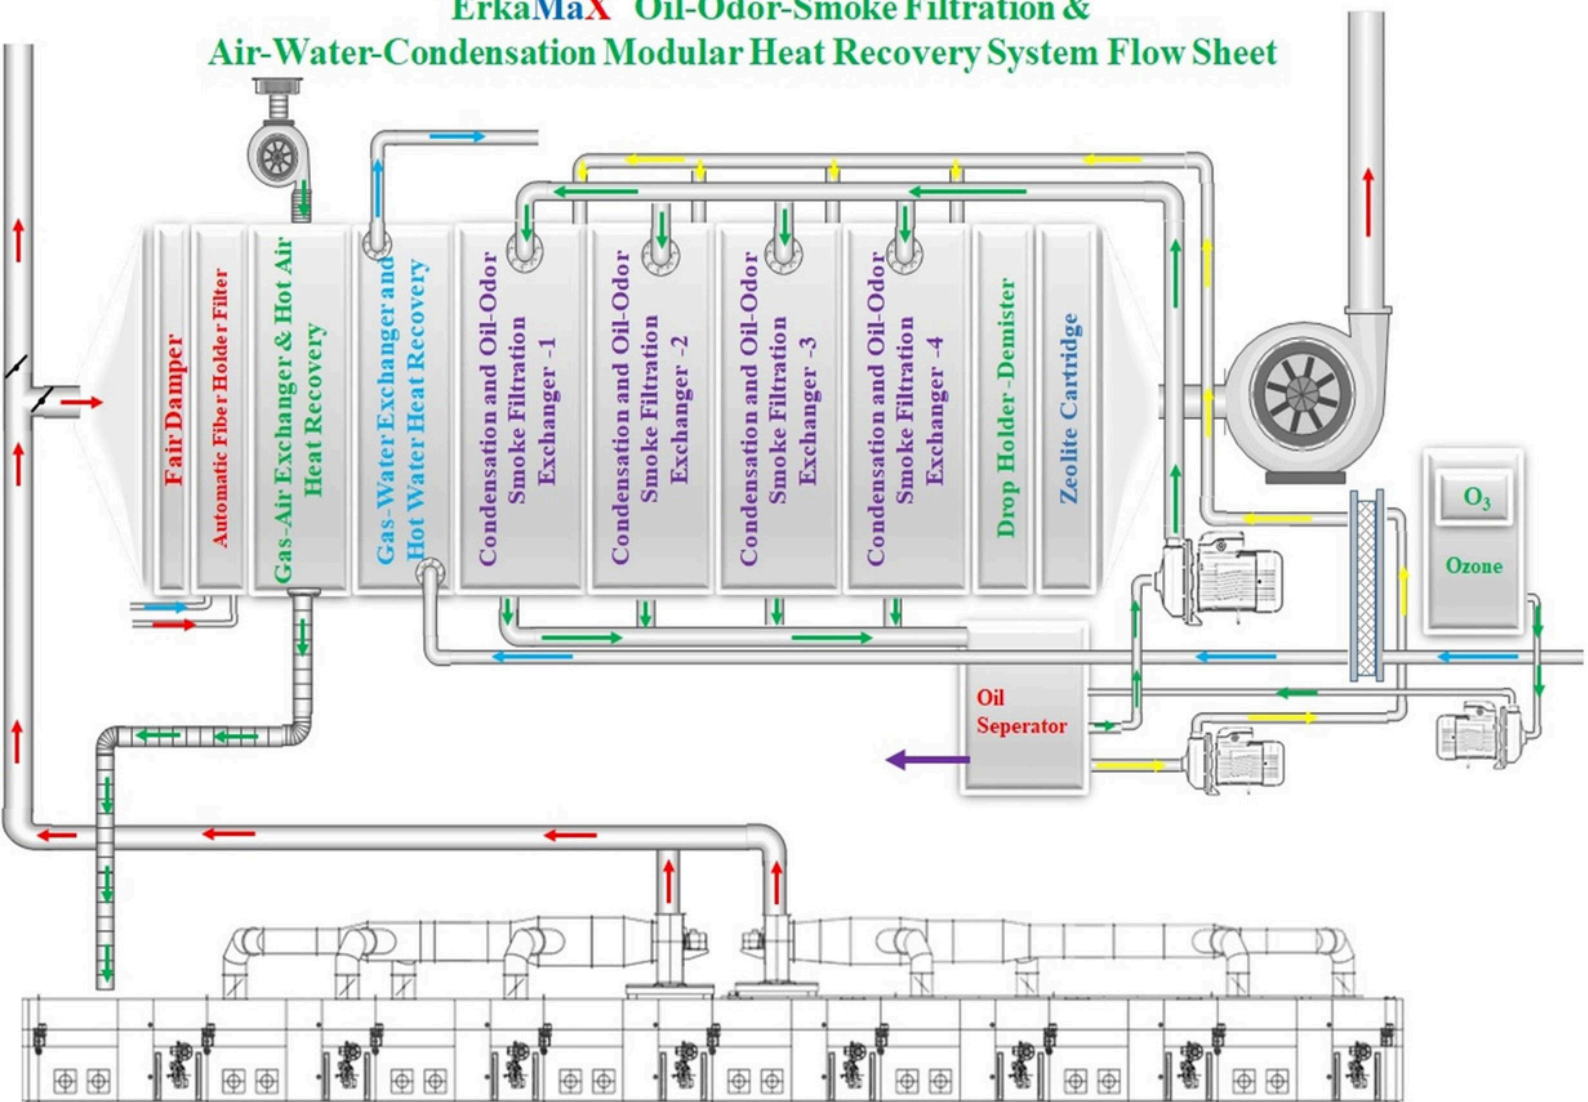 ErkaMaX Oil-Odor-Smoke Filtration &
Air-Water-Condensation Modular Heat Recovery System Flow Sheet
Fair Damper
Automatic Fiber Holder Filter
Gas-Air Exchanger & Hot Air
Heat Recovery
Gas-Water Exchanger and
Hot Water Heat Recovery
Condensation and Oil-Odor
Smoke Filtration
Exchanger -1
Condensation and Oil-Odor
Smoke Filtration
Exchanger -2
Condensation and Oil-Odor
Smoke Filtration
Exchanger -3
Condensation and Oil-Odor
Smoke Filtration
Exchanger -4
Drop Holder -Demister
Zeolite Cartridge
O3
Ozone
Oil
Seperator